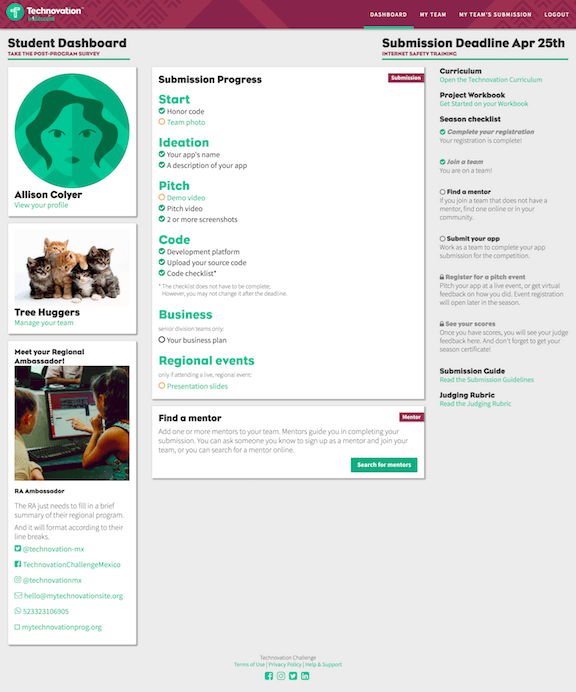 Technovation
DASHBOARD
MY TEAM
MY TEAM'S SUBMISSION
LOGOUT
Student Dashboard
TAKE THE POST-PROGRAM SURVEY
Submission Deadline Apr 25th
INTERNET SAFETY TRAINING
Allison Colyer
View your profile
Tree Huggers
Manage your team
Meet your Regional
Ambassador!
RA Ambassador
The RA just needs to fill in a brief
summary of their regional program.
And it will format according to their
line breaks.
@technovation-mx
TechnovationChallengeMexico
@technovationmx
hello@mytechnovationsite.org
523323106905
mytechnovationprog.org
Submission Progress
Submission
Start
Honor code
Team photo
Ideation
Your app's name
A description of your app
Pitch
Demo video
Pitch video
2 or more screenshots
Code
Development platform
Upload your source code
Code checklist*
* The checklist does not have to be complete;
However, you may not change it after the deadline.
Business
senior division teams only:
Your business plan
Regional events
only if attending a live, regional event:
Presentation slides
Find a mentor
Mentor
Add one or more mentors to your team. Mentors guide you in completing your
submission. You can ask someone you know to sign up as a mentor and join your
team, or you can search for a mentor online.
Search for mentors
Curriculum
Open the Technovation Curriculum
Project Workbook
Get Started on your Workbook
Season checklist
Complete your registration
Your registration is complete!
Join a team
You are on a team!
Find a mentor
If you join a team that does not have a
mentor, find one online or in your
community.
Submit your app
Work as a team to complete your app
submission for the competition.
Register for a pitch event
Pitch your app at a live event, or get virtual
feedback on how you did. Event registration
will open later in the season.
See your scores
Once you have scores, you will see your judge
feedback here. And don't forget to get your
season certificate!
Submission Guide
Read the Submission Guidelines
Judging Rubric
Read the Judging Rubric
Technovation Challenge
Terms of Use | Privacy Policy | Help & Support